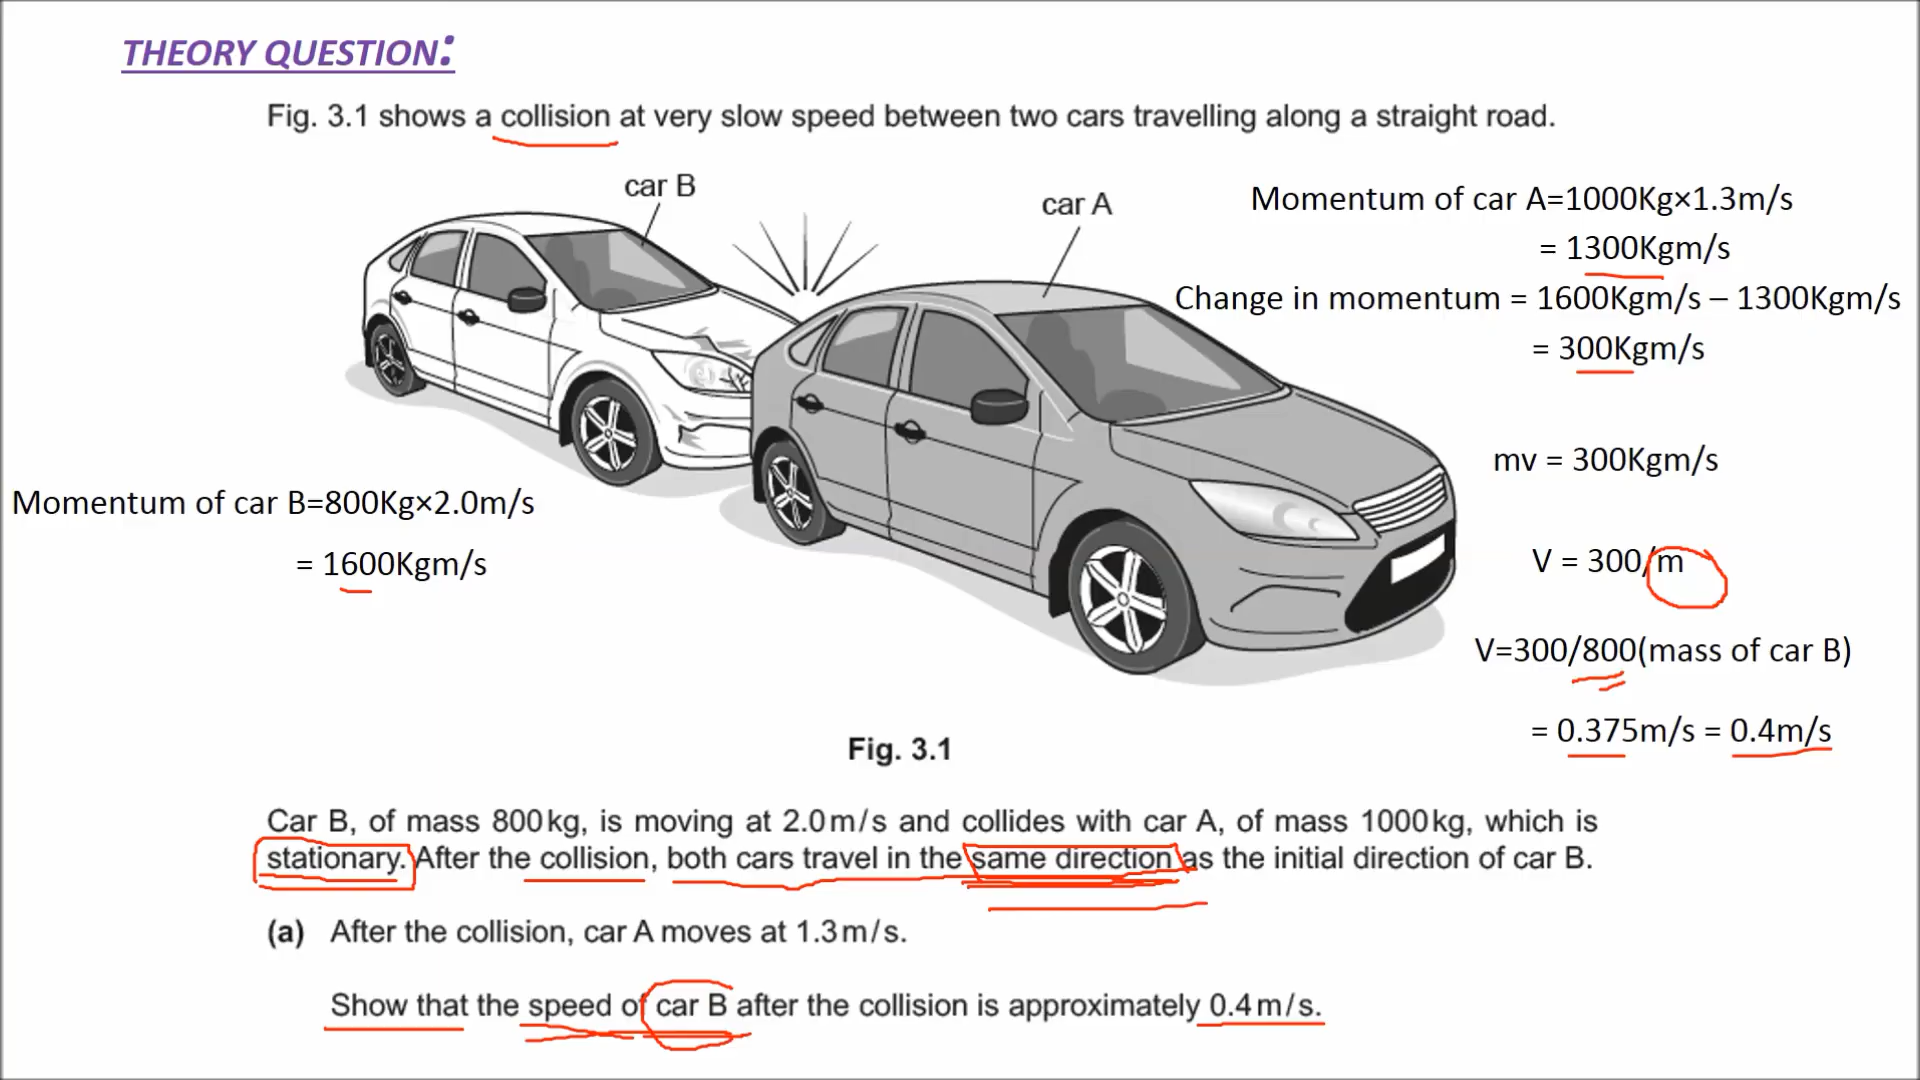 THEORY QUESTION:
Fig. 3.1 shows a collision at very slow speed between two cars travelling along a straight road.
car B
car A
Momentum of car A=1000Kg×1.3m/s
= 1300Kgm/s
Change in momentum = 1600Kgm/s – 1300Kgm/s
= 300Kgm/s
mv = 300Kgm/s
Momentum of car B=800Kg×2.0m/s
= 1600Kgm/s
V = 300/m
V=300/800(mass of car B)
= 0.375m/s = 0.4m/s
Fig. 3.1
Car B, of mass 800 kg, is moving at 2.0 m / s and collides with car A, of mass 1000 kg, which is
stationary. After the collision, both cars travel in the same direction as the initial direction of car B.
(a) After the collision, car A moves at 1.3 m / s.
Show that the speed of car B after the collision is approximately 0.4 m / s.